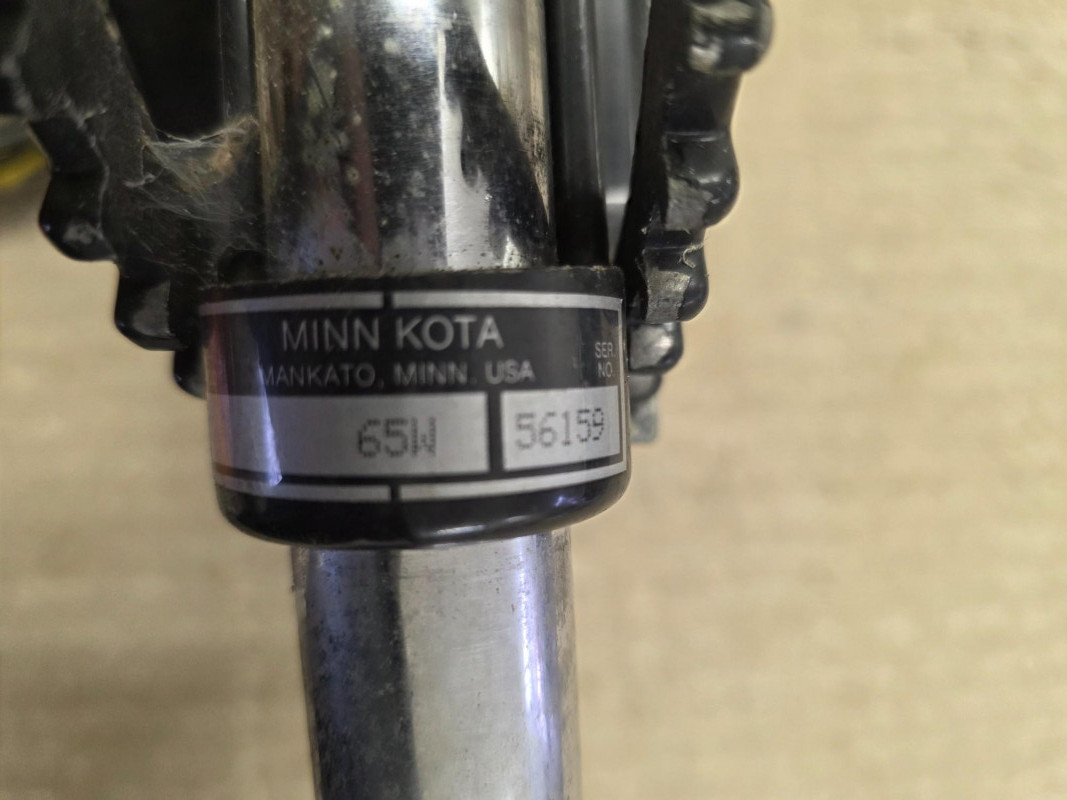 MINN KOTA
MANKATO, MINN. USA
SER.
NO.
65W
56159